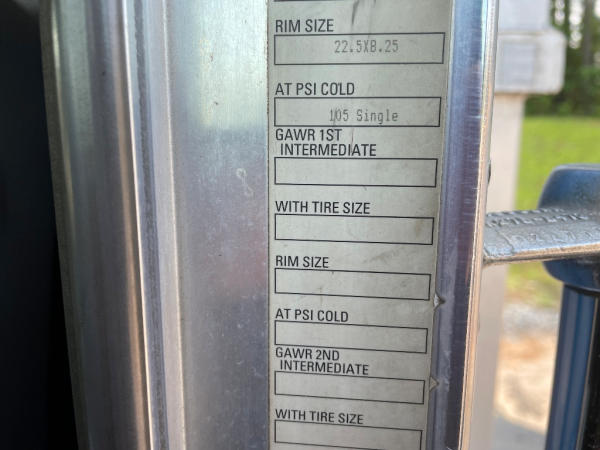 RIM SIZE
22.5X8.25
AT PSI COLD
105 Single
GAWR 1ST
INTERMEDIATE
WITH TIRE SIZE
RIM SIZE
AT PSI COLD
GAWR 2ND
INTERMEDIATE
WITH TIRE SIZE